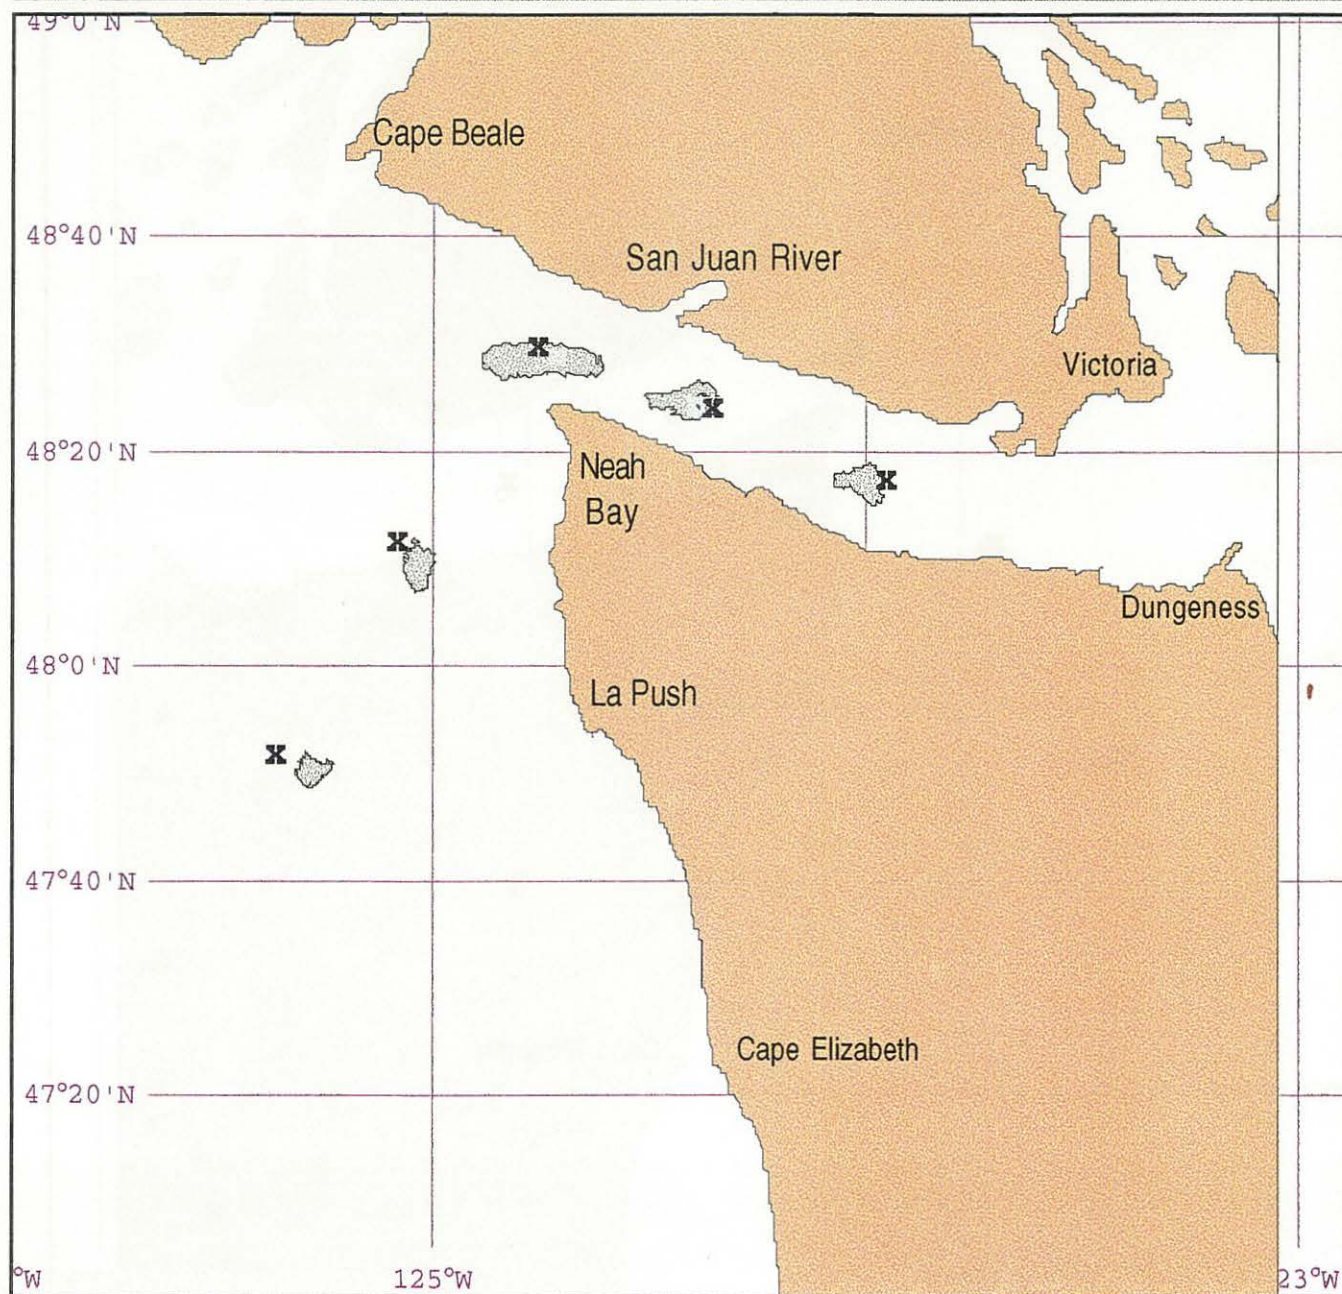 49°0'N
Cape Beale
48°40'N
San Juan River
Victoria
x
x
48°20'N
Neah
Bay
x
x
Dungeness
48°0'N
La Push
x
47°40'N
Cape Elizabeth
47°20'N
°W
125°W
23°W